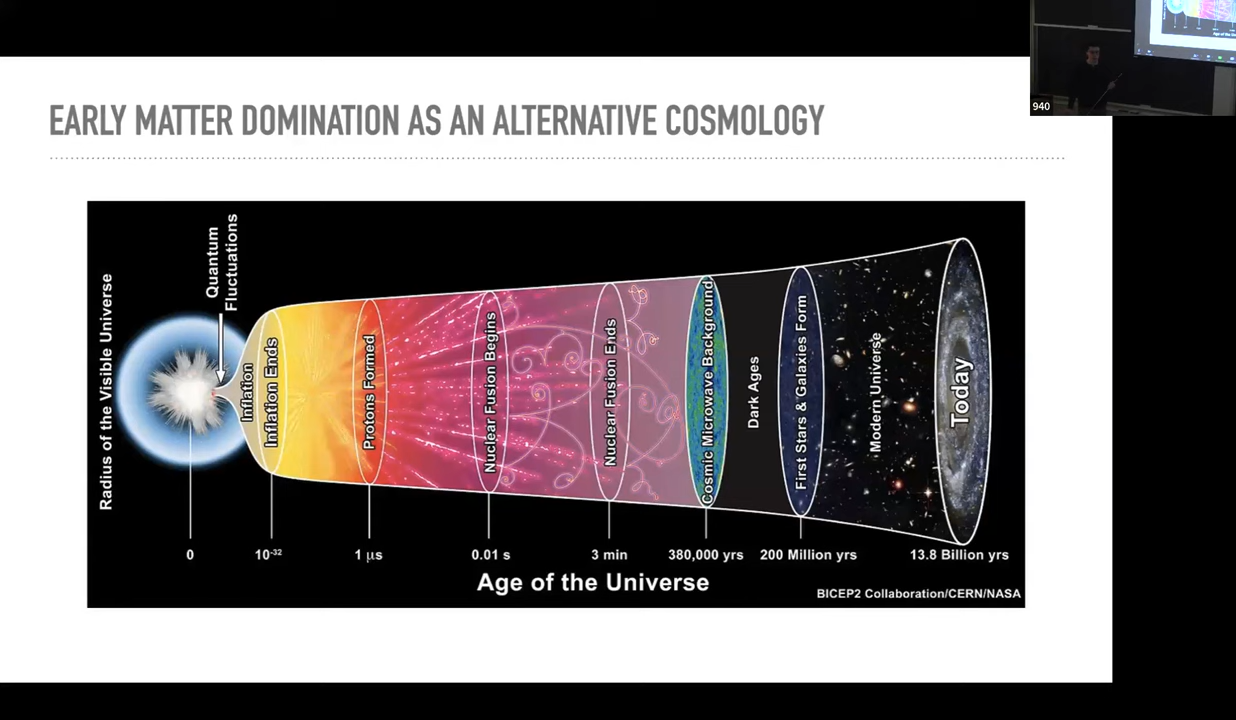 EARLY MATTER DOMINATION AS AN ALTERNATIVE COSMOLOGY
940
Radius of the Visible Universe
Quantum
Fluctuations
Inflation
Inflation Ends
Protons Formed
Nuclear Fusion Begins
Nuclear Fusion Ends
Cosmic Microwave Background
Dark Ages
First Stars & Galaxies Form
Modern Universe
Today
0
10⁻³²
1 μs
0.01 s
3 min
380,000 yrs
200 Million yrs
13.8 Billion yrs
Age of the Universe
BICEP2 Collaboration/CERN/NASA